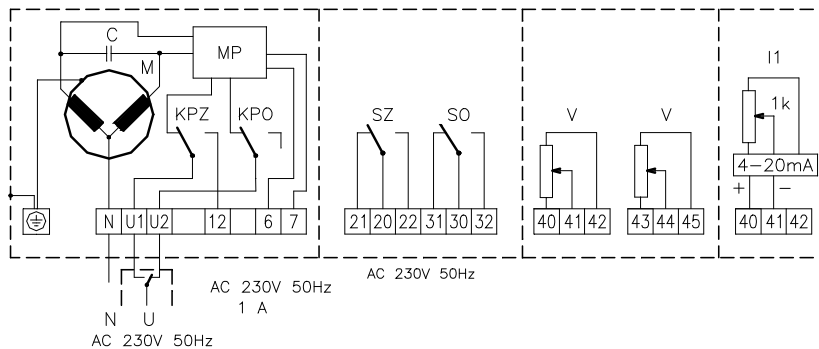 C
M
MP
KPZ
KPO
N U1 U2 12 6 7
SZ
SO
21 20 22 31 30 32
V
V
40 41 42
43 44 45
I1
1k
4-20mA
+ -
40 41 42
AC 230V 50Hz
AC 230V 50Hz
1 A
N U
AC 230V 50Hz